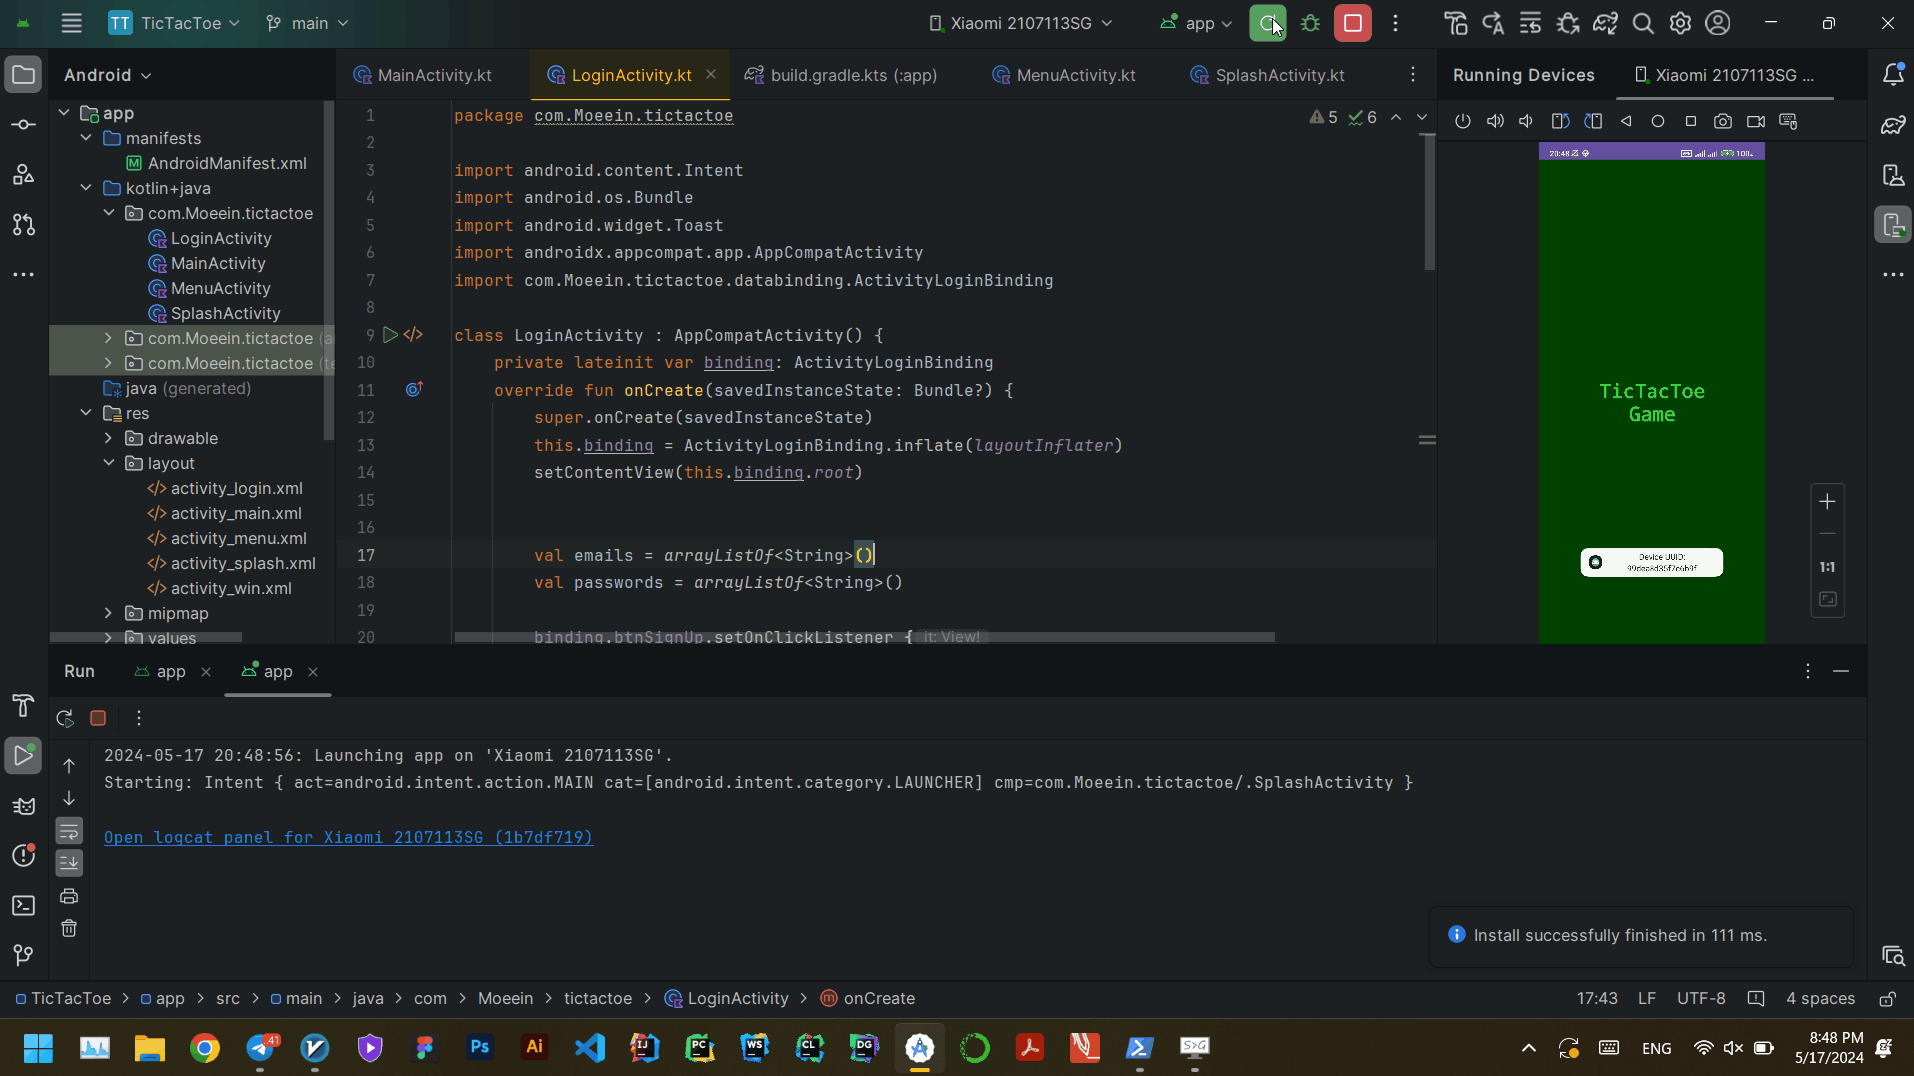 TT TicTacToe main Xiaomi 2107113SG app
Android MainActivity.kt LoginActivity.kt build.gradle.kts (:app) MenuActivity.kt SplashActivity.kt Running Devices Xiaomi 2107113SG ...
app
manifests
M AndroidManifest.xml
kotlin+java
com.Moeein.tictactoe
LoginActivity
MainActivity
MenuActivity
SplashActivity
com.Moeein.tictactoe (a
com.Moeein.tictactoe (te
java (generated)
res
drawable
layout
activity_login.xml
activity_main.xml
activity_menu.xml
activity_splash.xml
activity_win.xml
mipmap
values
1 package com.Moeein.tictactoe
5 6
2
3 import android.content.Intent
4 import android.os.Bundle
5 import android.widget.Toast
6 import androidx.appcompat.app.AppCompatActivity
7 import com.Moeein.tictactoe.databinding.ActivityLoginBinding
8
9 class LoginActivity : AppCompatActivity() {
10 private lateinit var binding: ActivityLoginBinding
11 override fun onCreate(savedInstanceState: Bundle?) {
12 super.onCreate(savedInstanceState)
13 this.binding = ActivityLoginBinding.inflate(layoutInflater)
14 setContentView(this.binding.root)
15
16
17 val emails = arrayListOf<String>()
18 val passwords = arrayListOf<String>()
19
20 binding.btnSignUp.setOnClickListener { it: View!
20:48
100
TicTacToe
Game
Device UUID:
1:1
Run app app
2024-05-17 20:48:56: Launching app on 'Xiaomi 2107113SG'.
Starting: Intent { act=android.intent.action.MAIN cat=[android.intent.category.LAUNCHER] cmp=com.Moeein.tictactoe/.SplashActivity }
Open logcat panel for Xiaomi 2107113SG (1b7df719)
Install successfully finished in 111 ms.
TicTacToe > app > src > main > java > com > Moeein > tictactoe > LoginActivity > onCreate 17:43 LF UTF-8 4 spaces
41 Ps Ai IJ PC WS CL DG S>G ENG
8:48 PM
5/17/2024